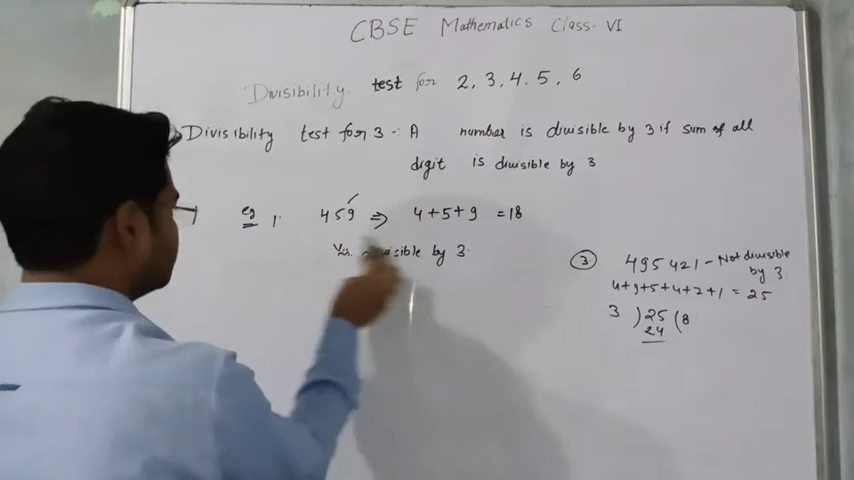 CBSE Mathematics Class- VI
Divisibility test for 2, 3, 4. 5, 6
Divisibility test for 3 -: A number is divisible by 3 if sum of all
digit is divisible by 3
eg 1. 459 ⇒ 4+5+9 =18
divisible by 3.
③ 495421 - Not divisible
by 3.
4+9+5+4+2+1 = 25
3 ) 25 ( 8
24